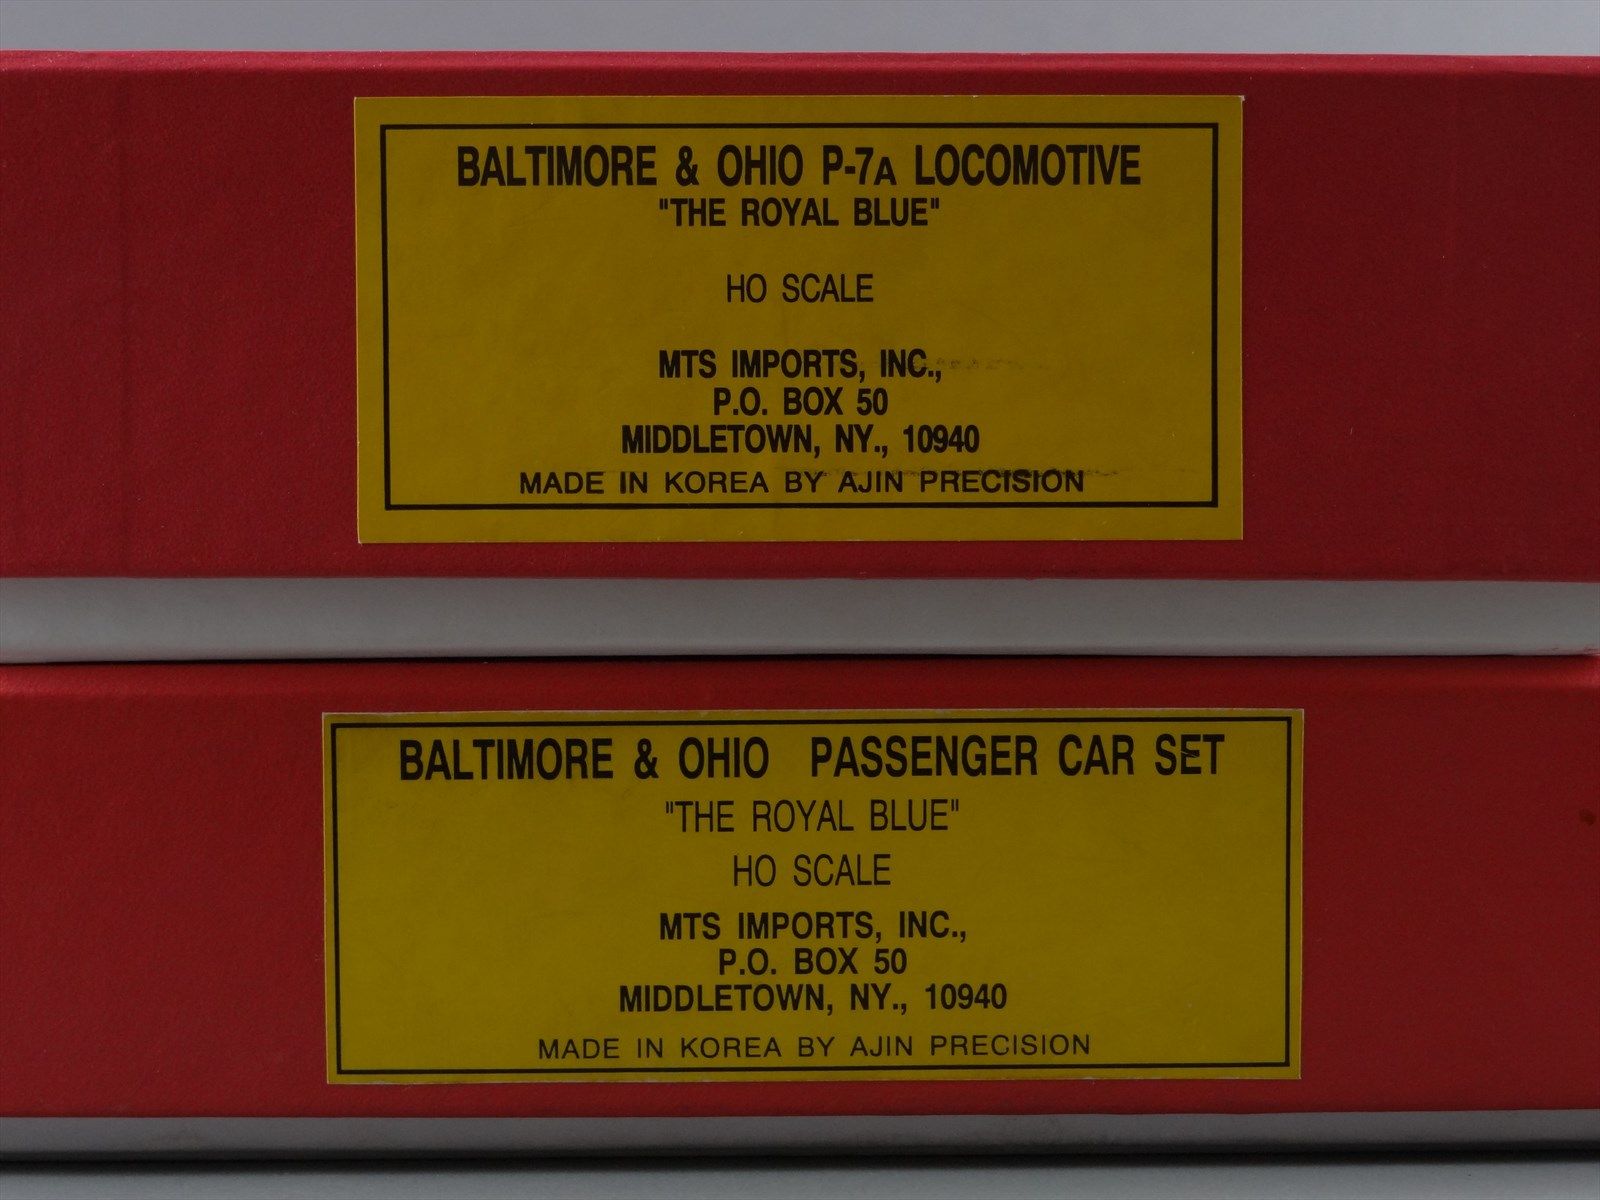 BALTIMORE & OHIO P-7A LOCOMOTIVE
"THE ROYAL BLUE"
HO SCALE
MTS IMPORTS, INC.,
P.O. BOX 50
MIDDLETOWN, NY., 10940
MADE IN KOREA BY AJIN PRECISION
BALTIMORE & OHIO PASSENGER CAR SET
"THE ROYAL BLUE"
HO SCALE
MTS IMPORTS, INC.,
P.O. BOX 50
MIDDLETOWN, NY., 10940
MADE IN KOREA BY AJIN PRECISION